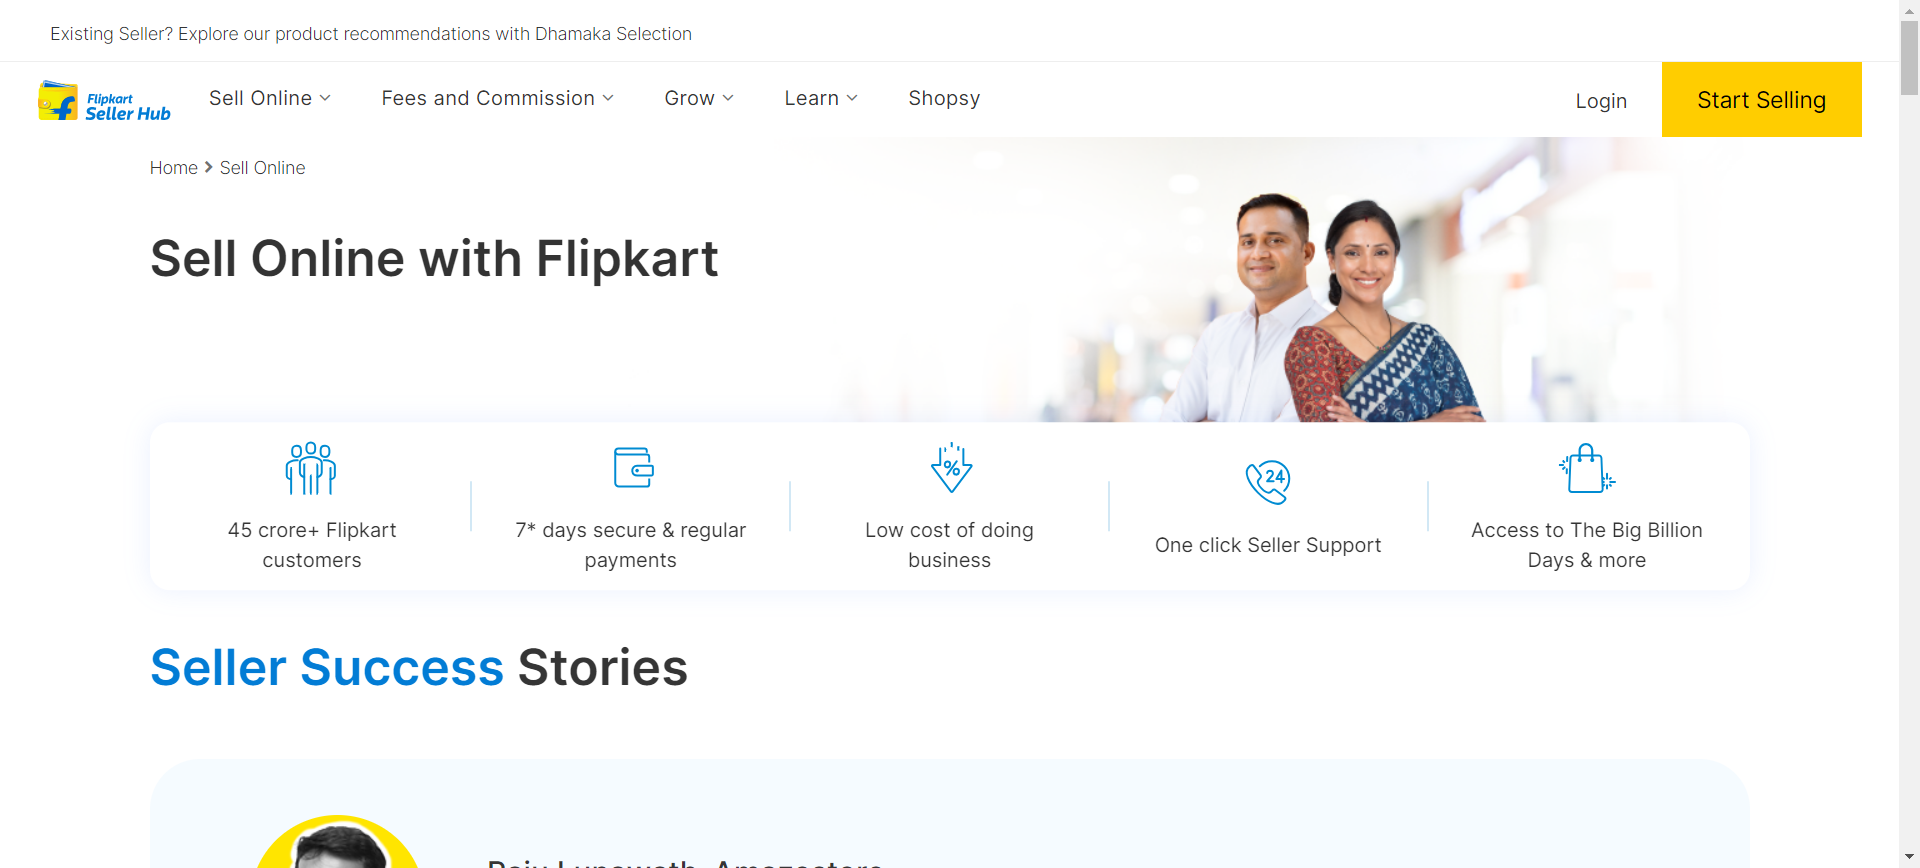 Existing Seller? Explore our product recommendations with Dhamaka Selection
Flipkart
Seller Hub
Sell Online
Fees and Commission
Grow
Learn
Shopsy
Login
Start Selling
Home
Sell Online
Sell Online with Flipkart
45 crore+ Flipkart
customers
7* days secure & regular
payments
%
Low cost of doing
business
24
One click Seller Support
Access to The Big Billion
Days & more
Seller Success Stories